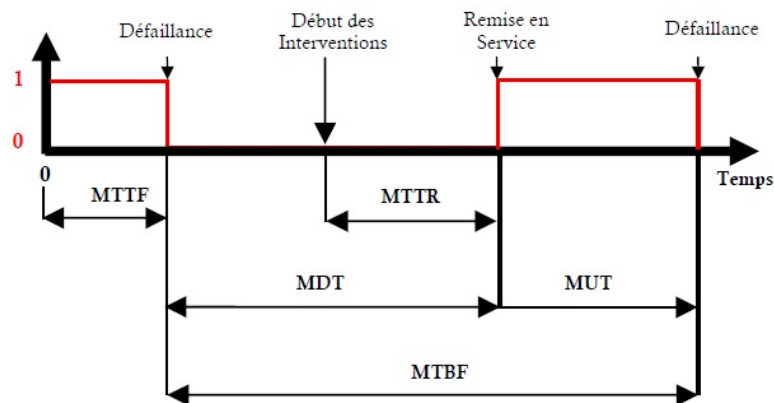 Défaillance
Début des
Interventions
Remise en
Service
Défaillance
1
0
0
Temps
MTTF
MTTR
MDT
MUT
MTBF